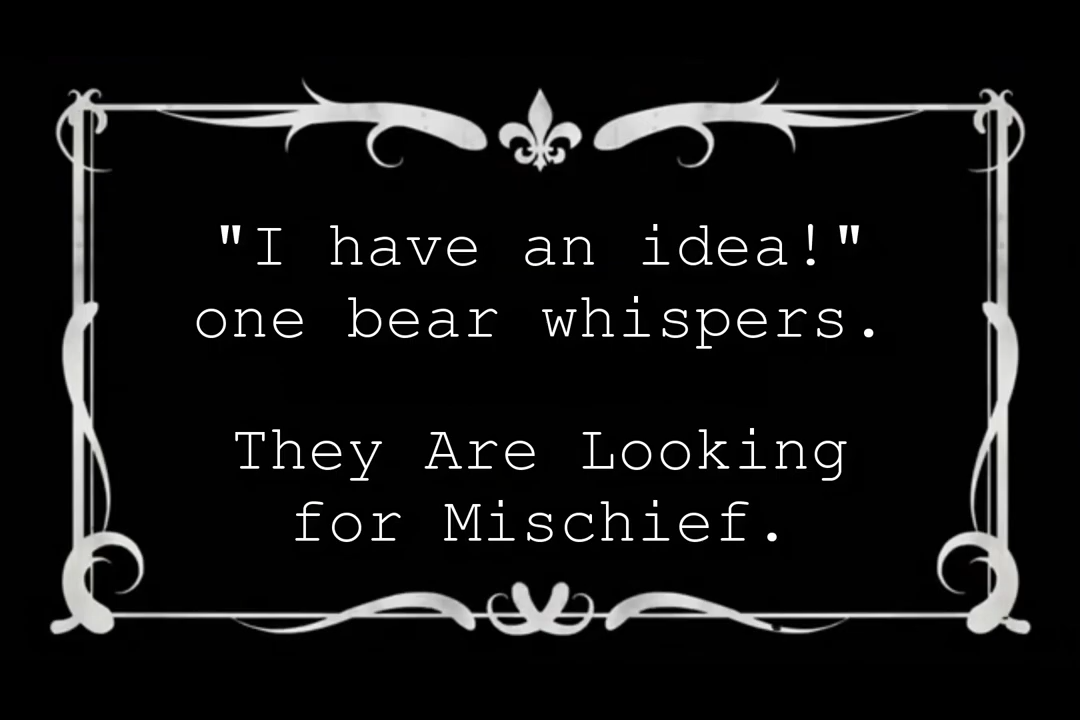 "I have an idea!"
one bear whispers.
They Are Looking
for Mischief.